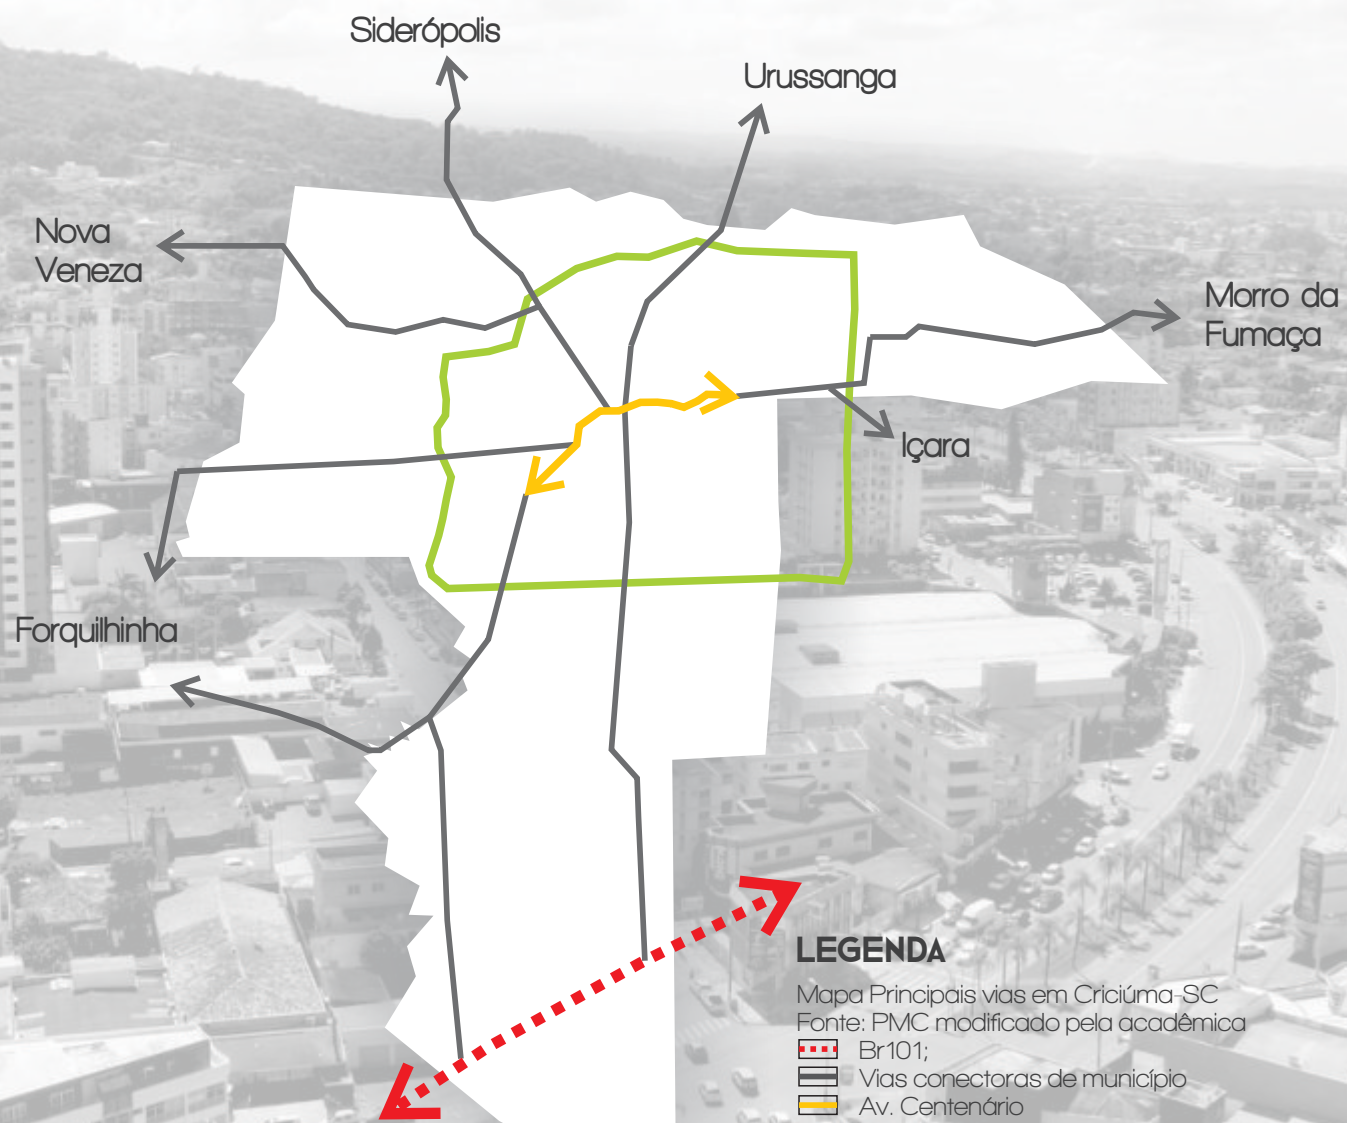 Siderópolis
Urussanga
Nova
Veneza
Morro da
Fumaça
Içara
Forquilhinha
LEGENDA
Mapa Principais vias em Criciúma-SC
Fonte: PMC modificado pela acadêmica
Br101;
Vias conectoras de município
Av. Centenário